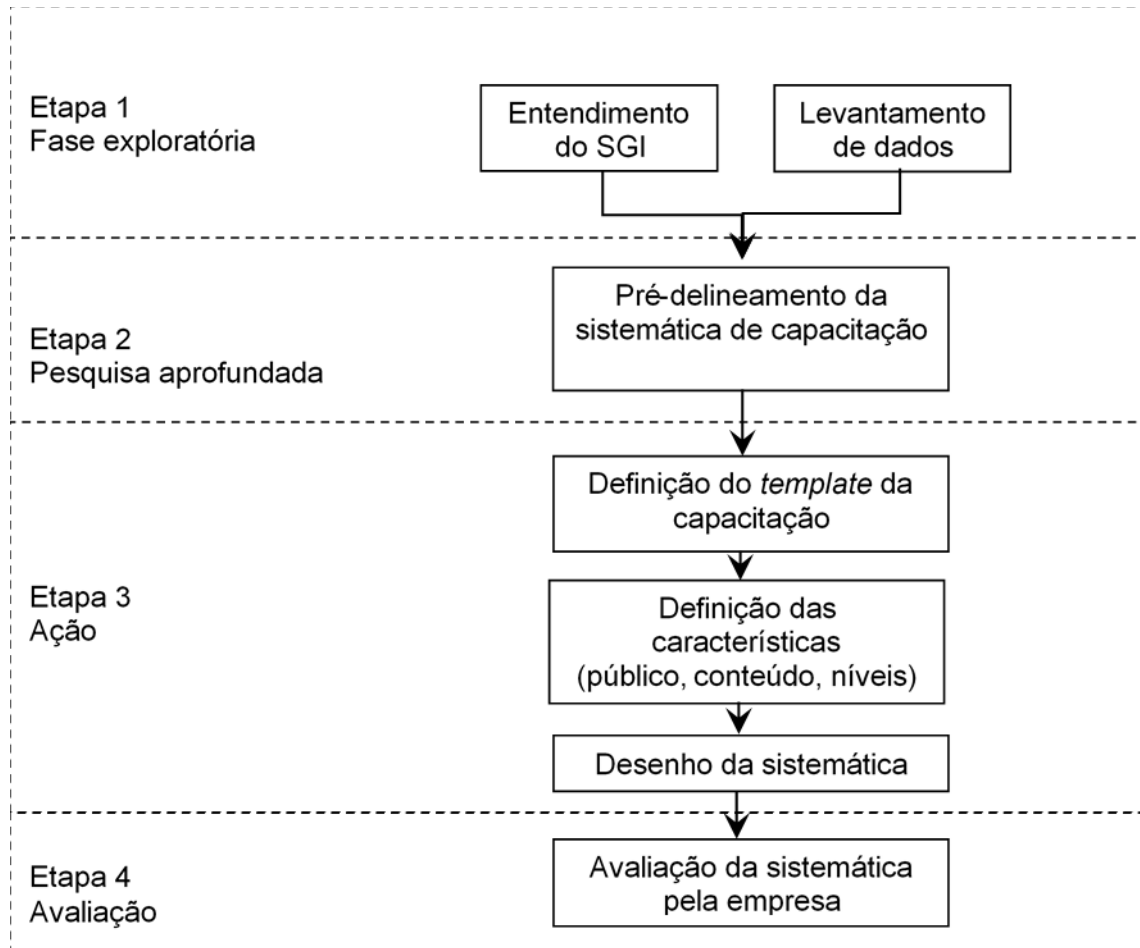 Etapa 1
Fase exploratória
Entendimento
do SGI
Levantamento
de dados
Etapa 2
Pesquisa aprofundada
Pré-delineamento da
sistemática de capacitação
Etapa 3
Ação
Definição do template da
capacitação
Definição das
características
(público, conteúdo, níveis)
Desenho da sistemática
Etapa 4
Avaliação
Avaliação da sistemática
pela empresa